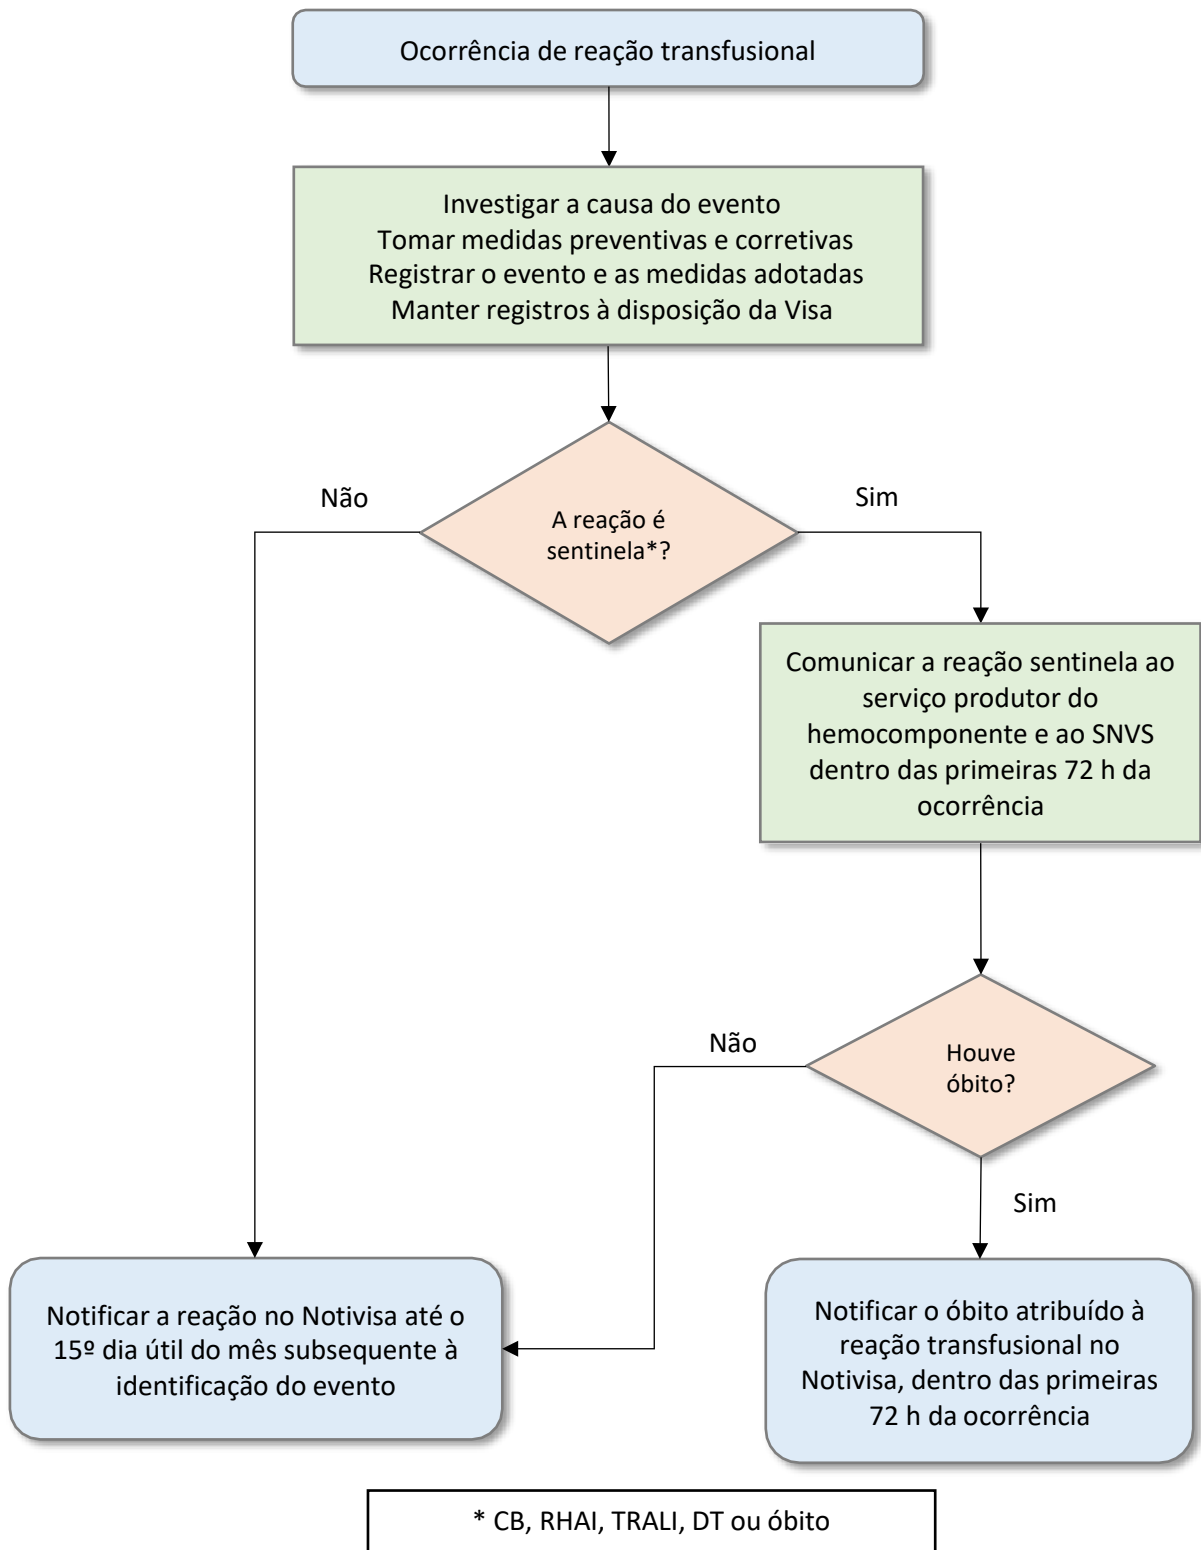 Ocorrência de reação transfusional
Investigar a causa do evento
Tomar medidas preventivas e corretivas
Registrar o evento e as medidas adotadas
Manter registros à disposição da Visa
Não
Sim
A reação é
sentinela*?
Comunicar a reação sentinela ao
serviço produtor do
hemocomponente e ao SNVS
dentro das primeiras 72 h da
ocorrência
Não
Houve
óbito?
Sim
Notificar a reação no Notivisa até o
15º dia útil do mês subsequente à
identificação do evento
Notificar o óbito atribuído à
reação transfusional no
Notivisa, dentro das primeiras
72 h da ocorrência
* CB, RHAI, TRALI, DT ou óbito